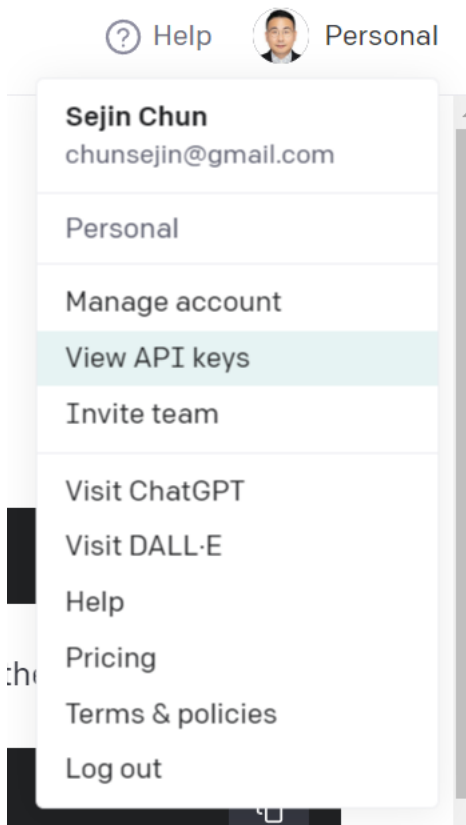 Help
Personal
Sejin Chun
chunsejin@gmail.com
Personal
Manage account
View API keys
Invite team
Visit ChatGPT
Visit DALL·E
Help
Pricing
Terms & policies
Log out